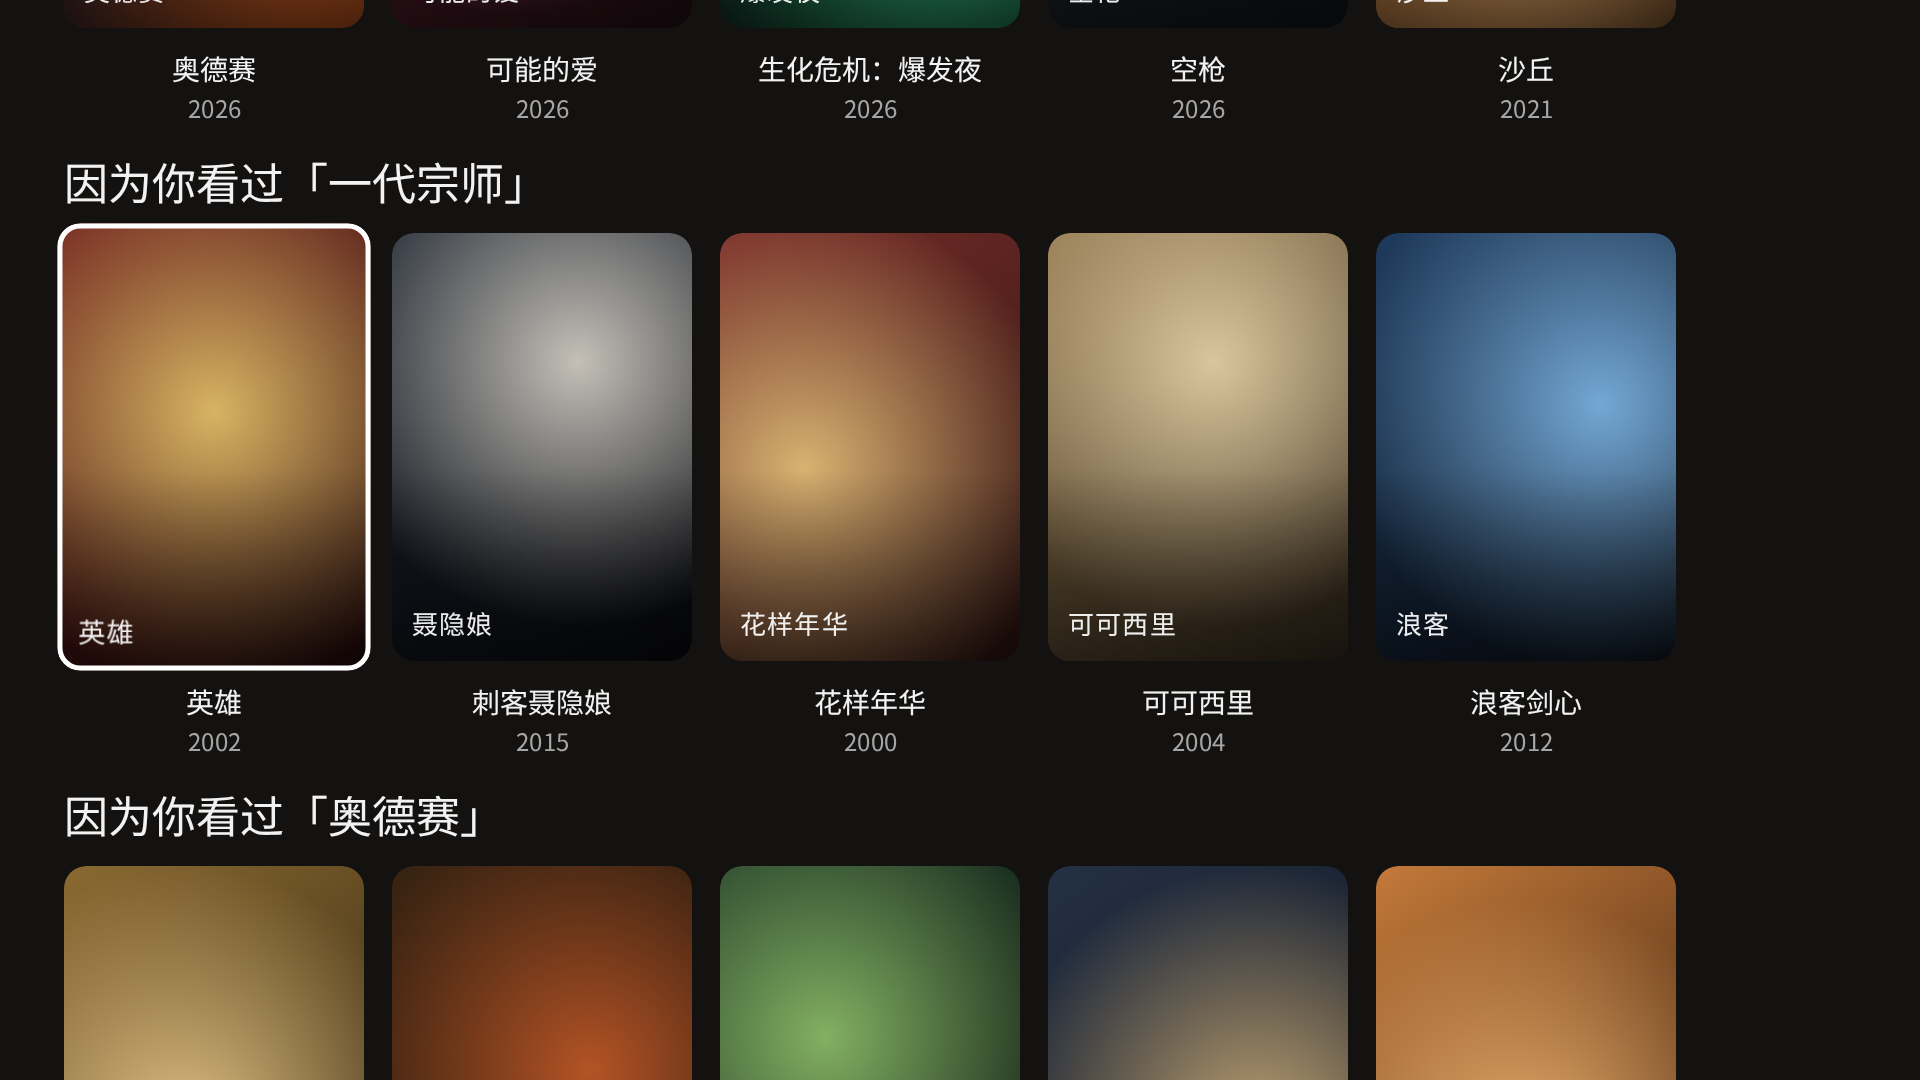 奥德赛
可能的爱
生化危机：爆发夜
空枪
沙丘
2026
2026
2026
2026
2021
因为你看过「一代宗师」
英雄
聂隐娘
花样年华
可可西里
浪客
英雄
刺客聂隐娘
花样年华
可可西里
浪客剑心
2002
2015
2000
2004
2012
因为你看过「奥德赛」